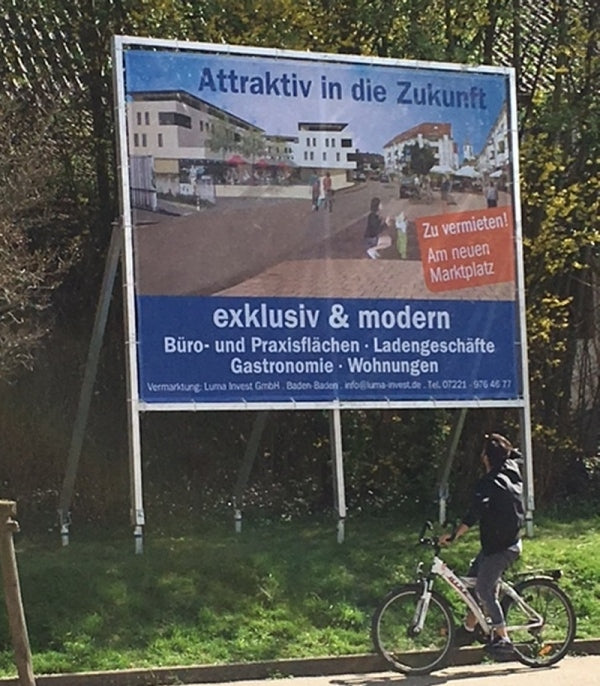 Attraktiv in die Zukunft
Zu vermieten!
Am neuen
Marktplatz
exklusiv & modern
Büro- und Praxisflächen · Ladengeschäfte
Gastronomie · Wohnungen
Vermarktung: Luma Invest GmbH . Baden-Baden . info@luma-invest.de . Tel. 07221 - 976 46 77